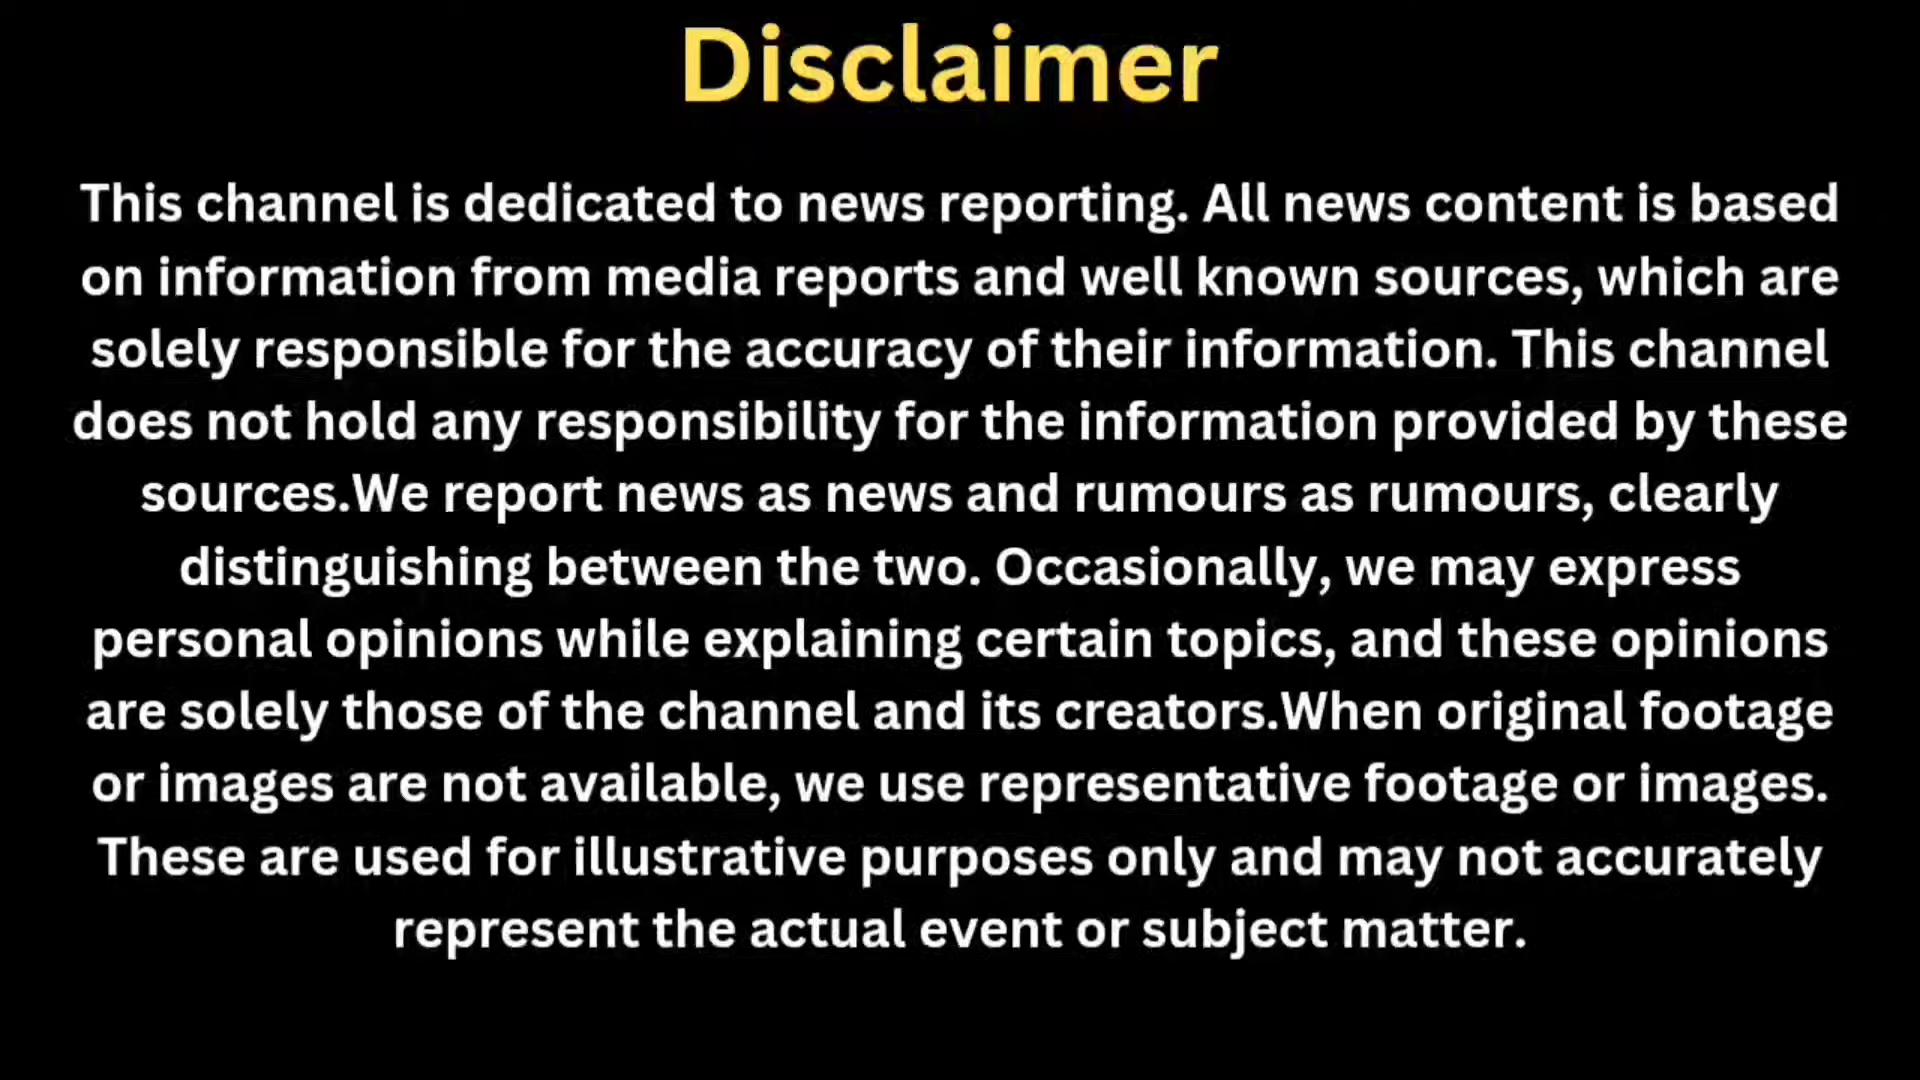 Disclaimer
This channel is dedicated to news reporting. All news content is based
on information from media reports and well known sources, which are
solely responsible for the accuracy of their information. This channel
does not hold any responsibility for the information provided by these
sources.We report news as news and rumours as rumours, clearly
distinguishing between the two. Occasionally, we may express
personal opinions while explaining certain topics, and these opinions
are solely those of the channel and its creators.When original footage
or images are not available, we use representative footage or images.
These are used for illustrative purposes only and may not accurately
represent the actual event or subject matter.